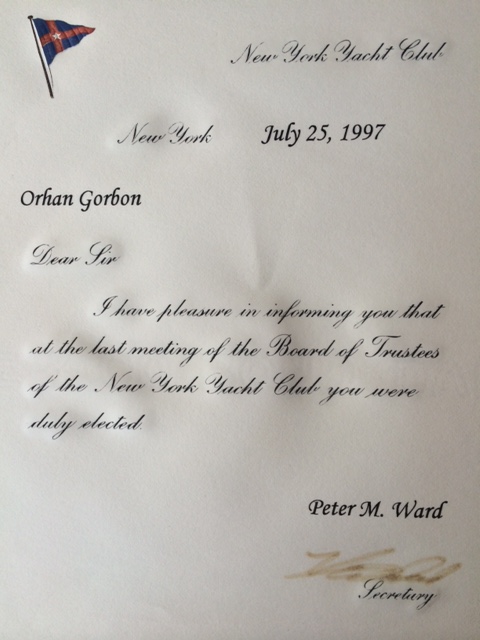 New York Yacht Club
New York July 25, 1997
Orhan Gorbon
Dear Sir
I have pleasure in informing you that
at the last meeting of the Board of Trustees
of the New York Yacht Club you were
duly elected.
Peter M. Ward
Secretary